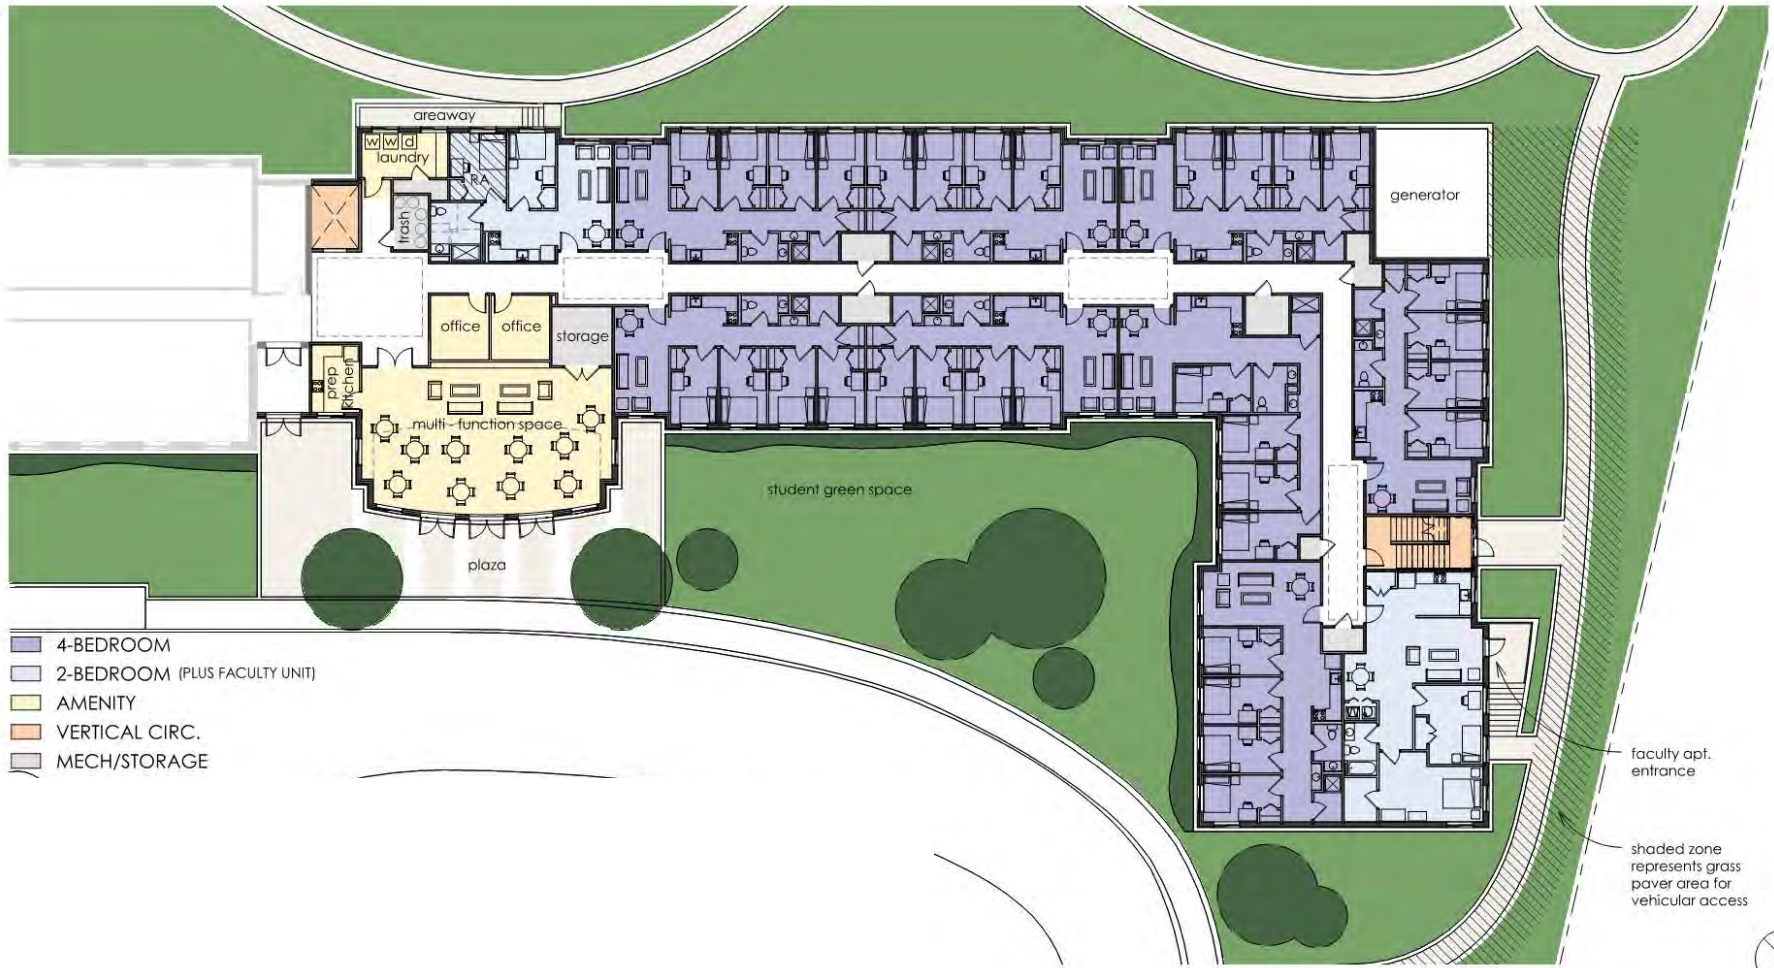 areaway
w w d
laundry
RA
trash
generator
office
office
storage
prep
kitchen
multi - function space
student green space
plaza
4-BEDROOM
2-BEDROOM (PLUS FACULTY UNIT)
AMENITY
VERTICAL CIRC.
MECH/STORAGE
faculty apt.
entrance
shaded zone
represents grass
paver area for
vehicular access